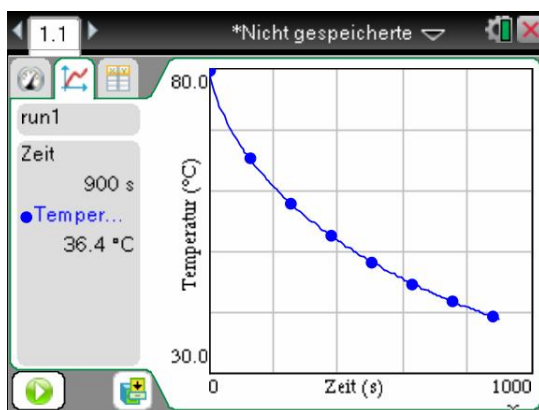 1.1
*Nicht gespeicherte
run1
Zeit
900 s
Temper...
36.4 °C
80.0
Temperatur (°C)
30.0
0
Zeit (s)
1000